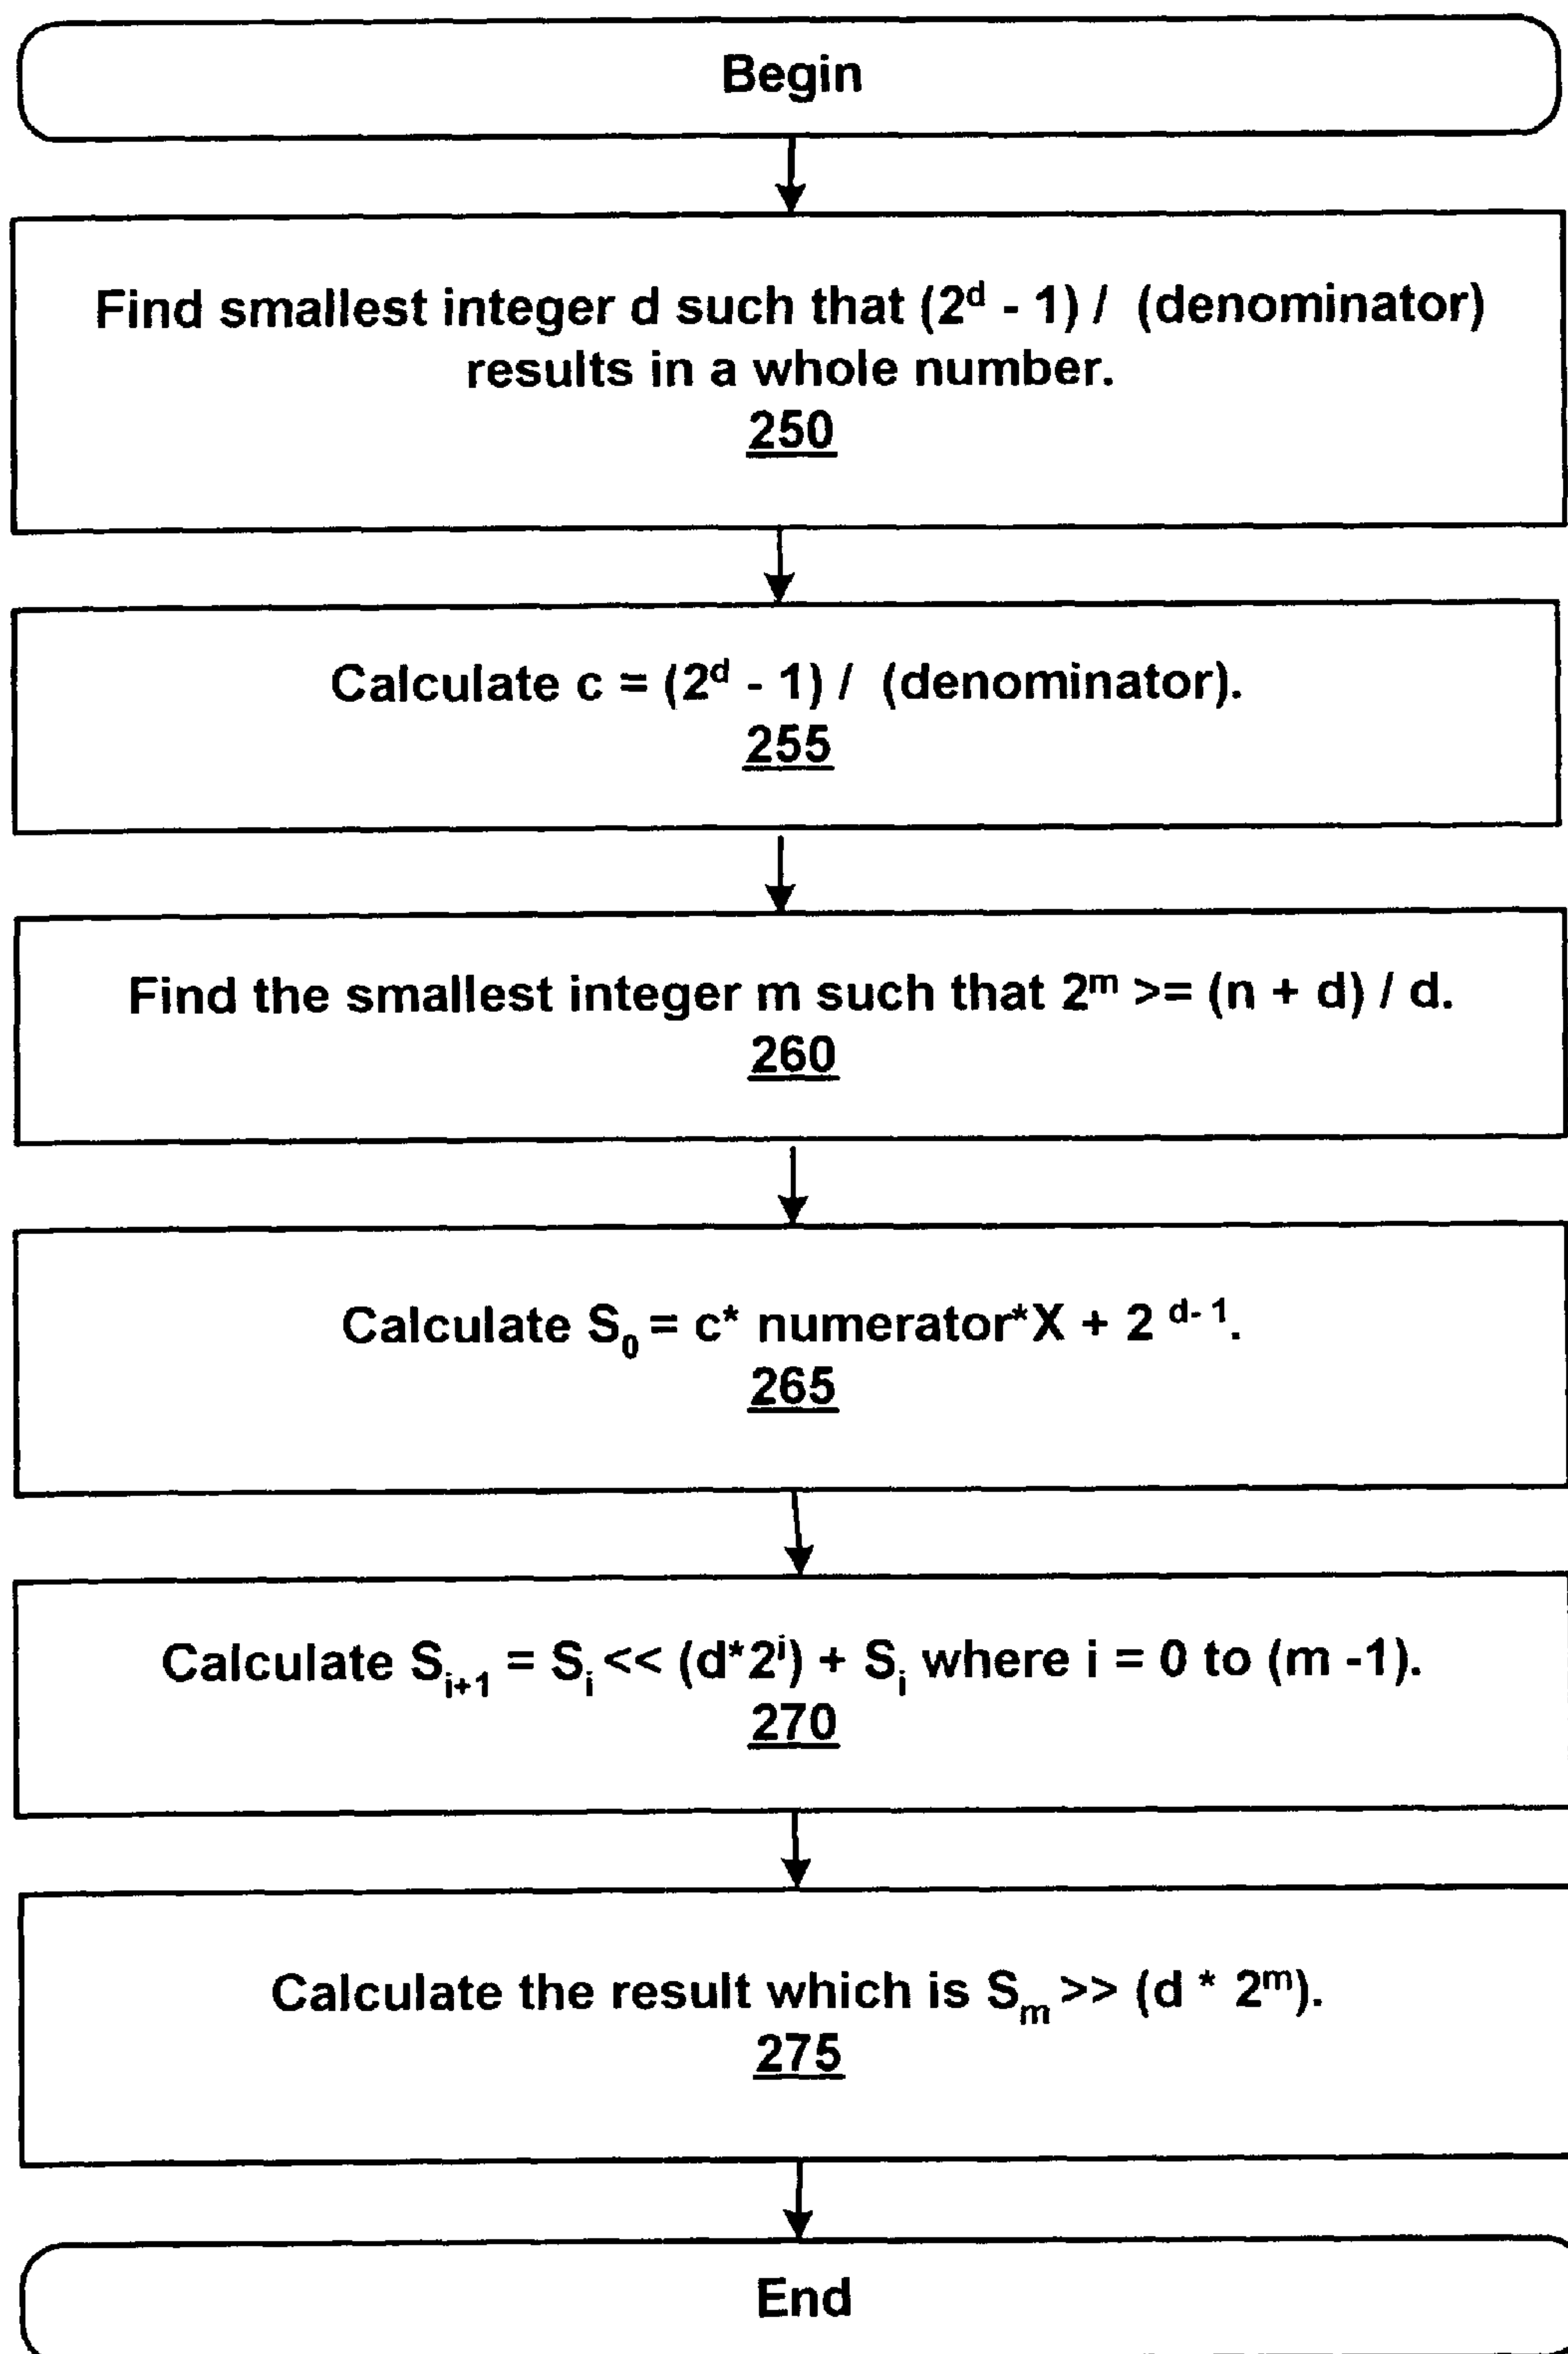 Begin
Find smallest integer d such that (2ᵈ - 1) / (denominator)
results in a whole number.
250
Calculate c = (2ᵈ - 1) / (denominator).
255
Find the smallest integer m such that 2ᵐ >= (n + d) / d.
260
Calculate S₀ = c* numerator*X + 2 ᵈ⁻ ¹.
265
Calculate Sᵢ₊₁ = Sᵢ << (d*2ⁱ) + Sᵢ where i = 0 to (m -1).
270
Calculate the result which is Sₘ >> (d * 2ᵐ).
275
End